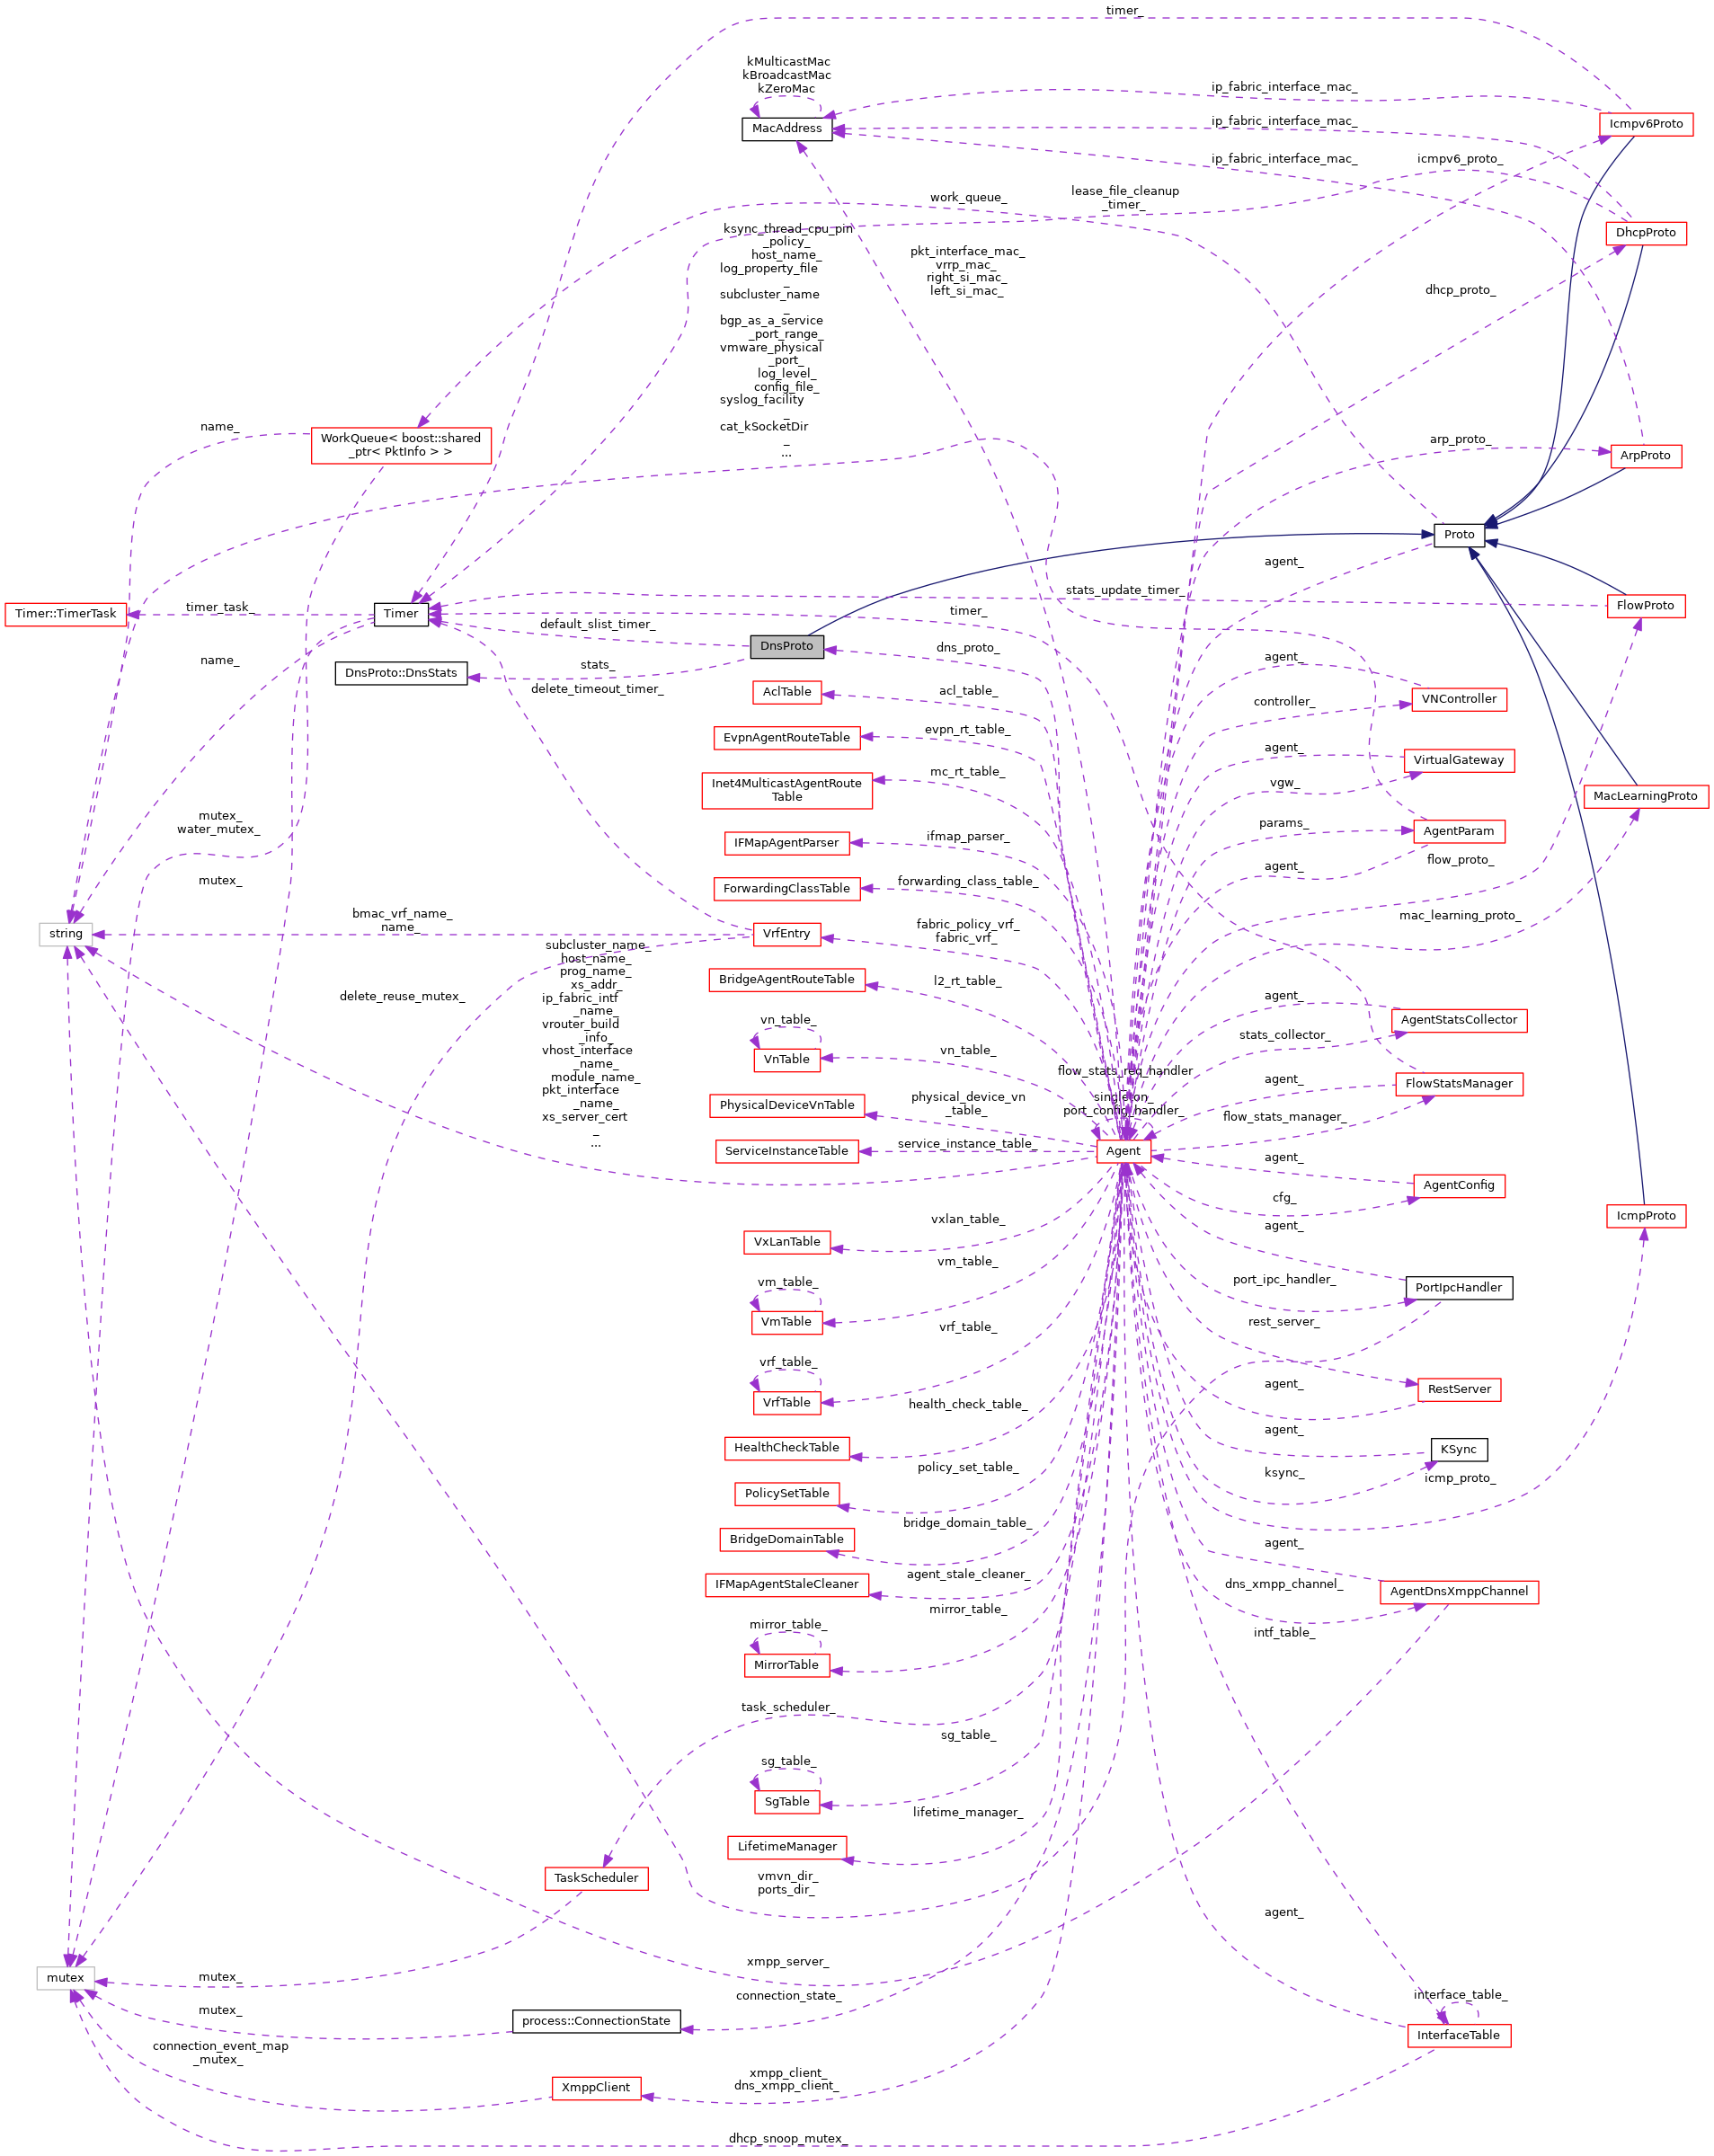 timer_
kMulticastMac
kBroadcastMac
kZeroMac
MacAddress
ip_fabric_interface_mac_
Icmpv6Proto
ip_fabric_interface_mac_
ip_fabric_interface_mac_
icmpv6_proto_
lease_file_cleanup
_timer_
work_queue_
DhcpProto
ksync_thread_cpu_pin
_policy_
host_name_
log_property_file
_
subcluster_name
_
bgp_as_a_service
_port_range_
vmware_physical
_port_
log_level_
config_file_
syslog_facility
_
cat_kSocketDir
_
...
pkt_interface_mac_
vrrp_mac_
right_si_mac_
left_si_mac_
dhcp_proto_
name_
WorkQueue< boost::shared
_ptr< PktInfo > >
arp_proto_
ArpProto
Proto
agent_
stats_update_timer_
FlowProto
Timer::TimerTask
timer_task_
Timer
timer_
default_slist_timer_
DnsProto
dns_proto_
name_
DnsProto::DnsStats
stats_
delete_timeout_timer_
AclTable
acl_table_
agent_
VNController
controller_
EvpnAgentRouteTable
evpn_rt_table_
agent_
VirtualGateway
vgw_
Inet4MulticastAgentRoute
Table
mc_rt_table_
MacLearningProto
mutex_
water_mutex_
IFMapAgentParser
ifmap_parser_
params_
AgentParam
agent_
flow_proto_
mutex_
ForwardingClassTable
forwarding_class_table_
string
bmac_vrf_name_
name_
VrfEntry
fabric_policy_vrf_
fabric_vrf_
mac_learning_proto_
subcluster_name_
host_name_
prog_name_
xs_addr_
ip_fabric_intf
_name_
vrouter_build
_info_
vhost_interface
_name_
module_name_
pkt_interface
_name_
xs_server_cert
_
...
delete_reuse_mutex_
BridgeAgentRouteTable
l2_rt_table_
agent_
AgentStatsCollector
stats_collector_
vn_table_
VnTable
vn_table_
flow_stats_req_handler
_
singleton_
port_config_handler_
agent_
FlowStatsManager
flow_stats_manager_
PhysicalDeviceVnTable
physical_device_vn
_table_
ServiceInstanceTable
service_instance_table_
Agent
agent_
AgentConfig
cfg_
IcmpProto
agent_
VxLanTable
vxlan_table_
vm_table_
VmTable
vm_table_
port_ipc_handler_
PortIpcHandler
rest_server_
vrf_table_
VrfTable
vrf_table_
agent_
RestServer
health_check_table_
HealthCheckTable
agent_
KSync
ksync_
icmp_proto_
policy_set_table_
PolicySetTable
bridge_domain_table_
BridgeDomainTable
agent_
agent_stale_cleaner_
IFMapAgentStaleCleaner
dns_xmpp_channel_
AgentDnsXmppChannel
mirror_table_
MirrorTable
mirror_table_
intf_table_
task_scheduler_
sg_table_
SgTable
sg_table_
lifetime_manager_
LifetimeManager
TaskScheduler
vmvn_dir_
ports_dir_
agent_
xmpp_server_
mutex
mutex_
connection_state_
mutex_
process::ConnectionState
interface_table_
InterfaceTable
connection_event_map
_mutex_
XmppClient
xmpp_client_
dns_xmpp_client_
dhcp_snoop_mutex_